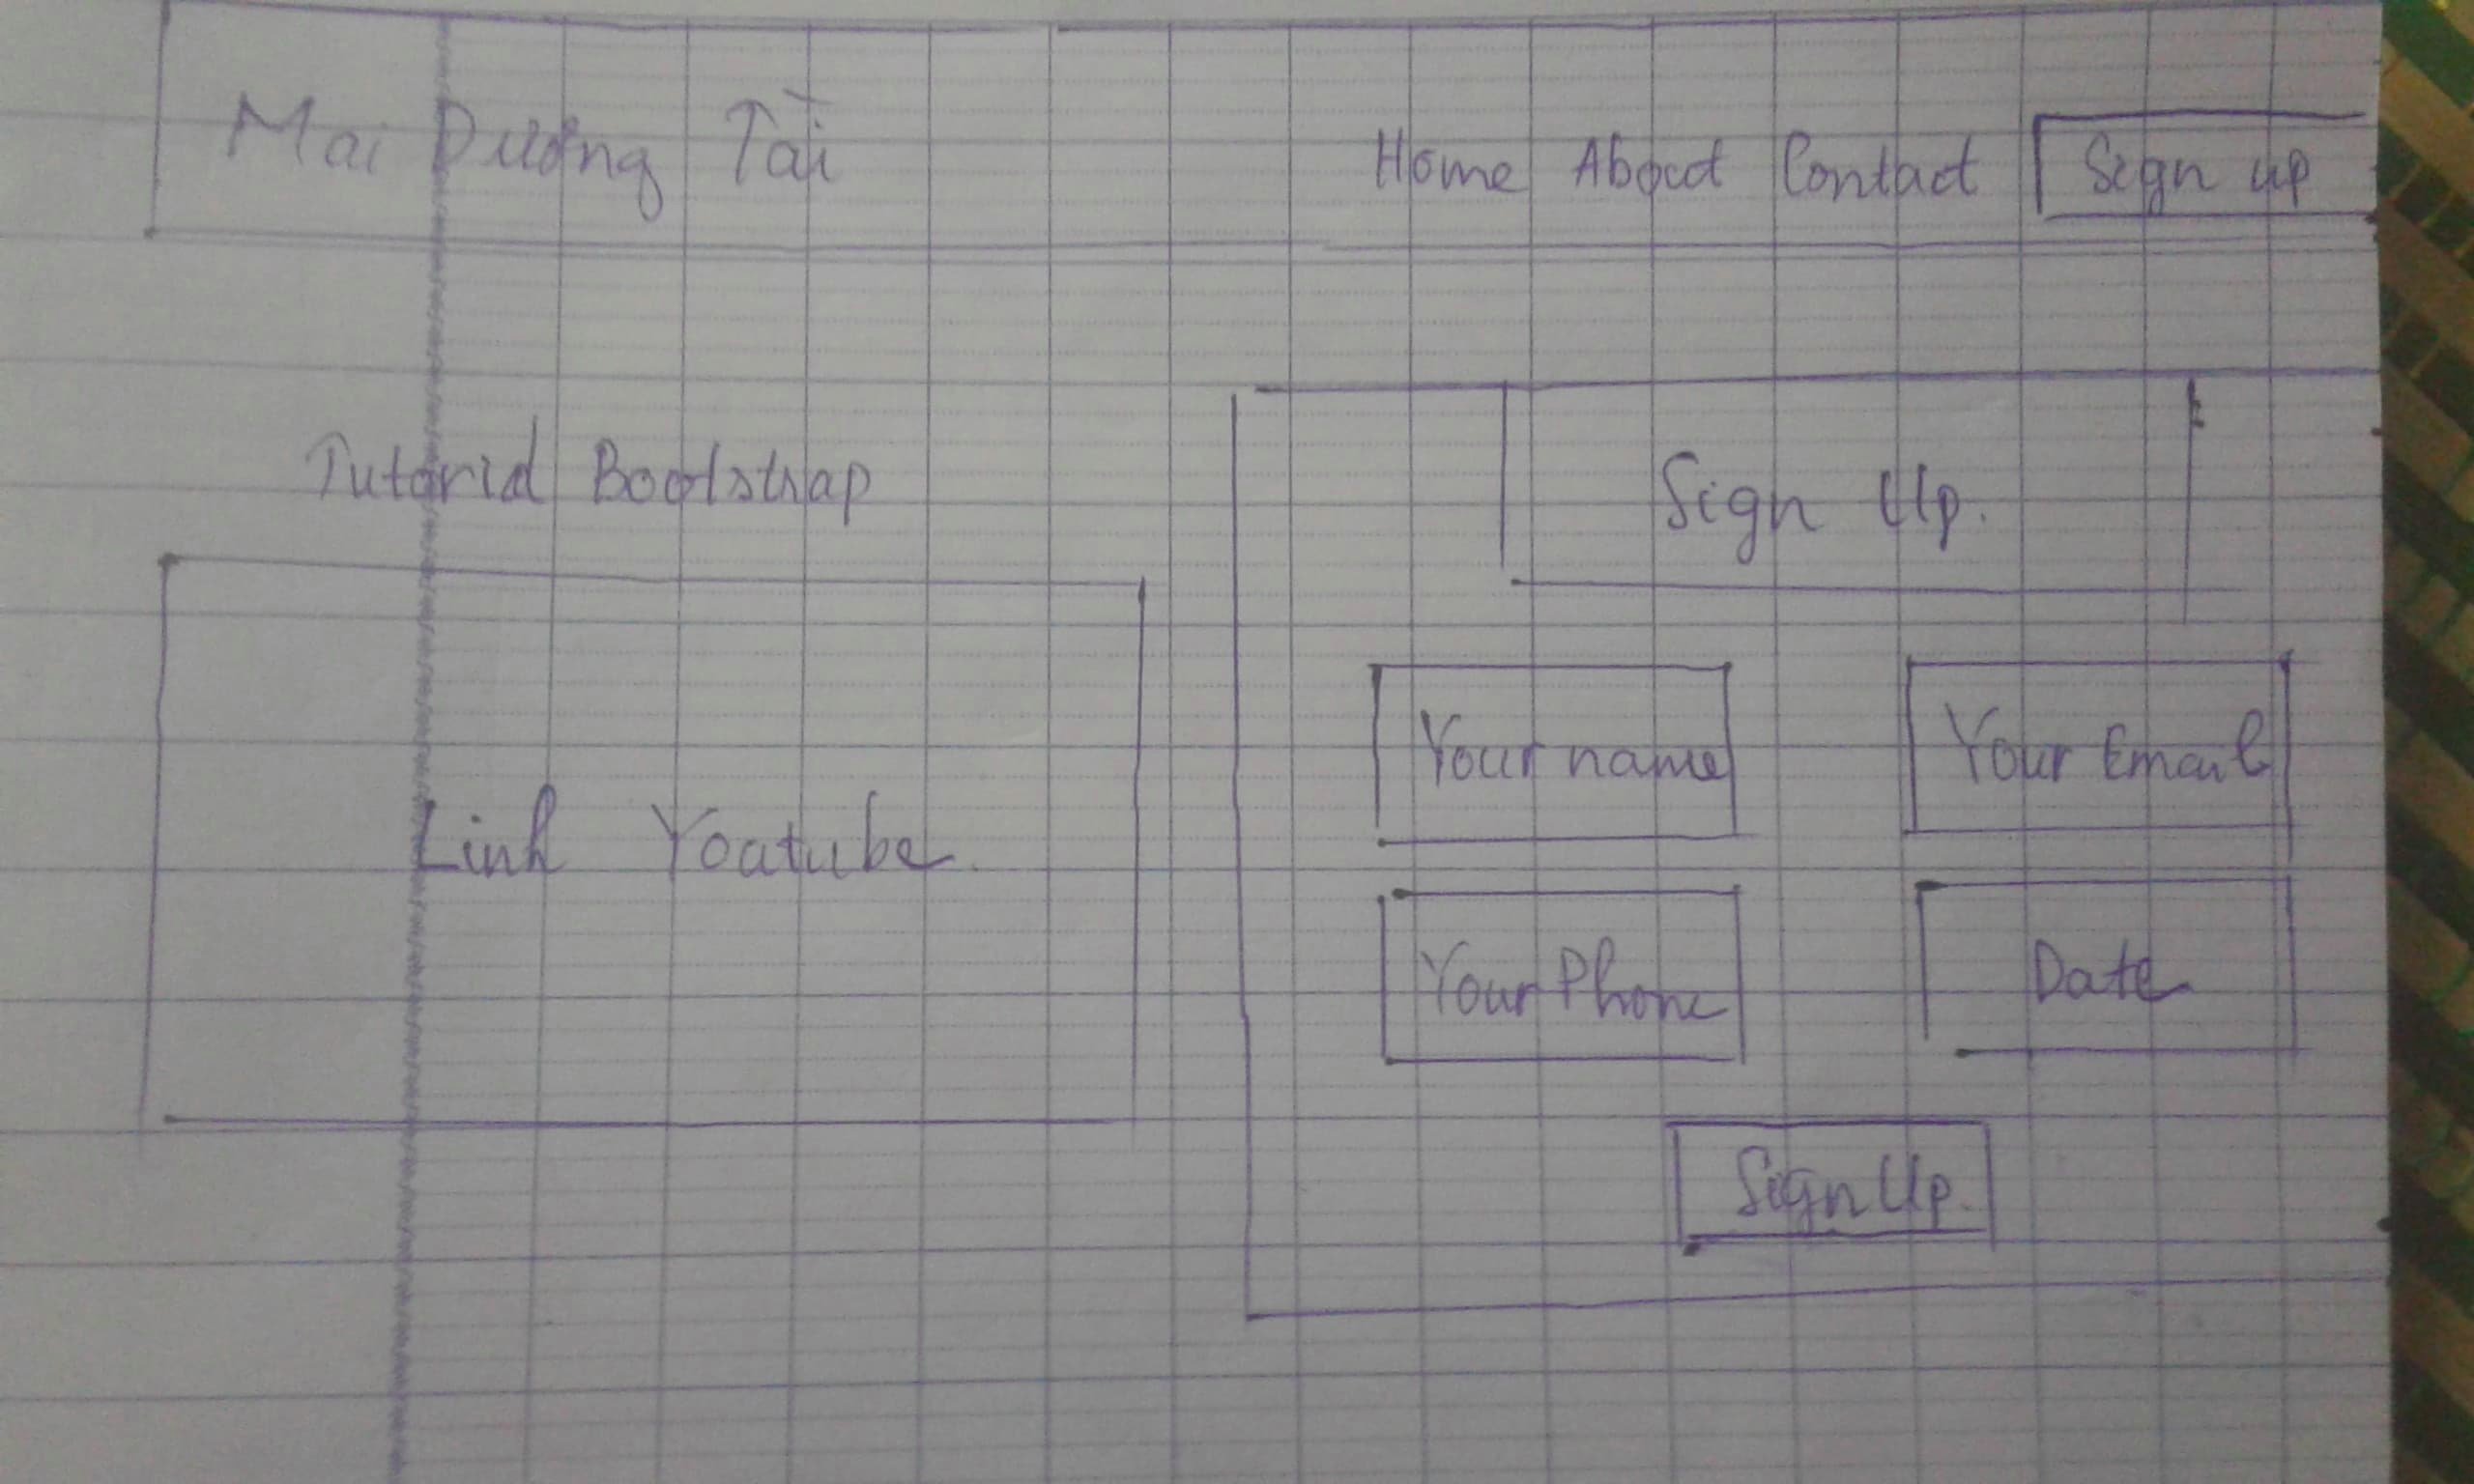 Mai Dương Tài
Home About Contact Sign up
Tutorial Bootstrap
Link Youtube.
Sign Up.
Your name
Your Email
Your Phone
Date
Sign Up.